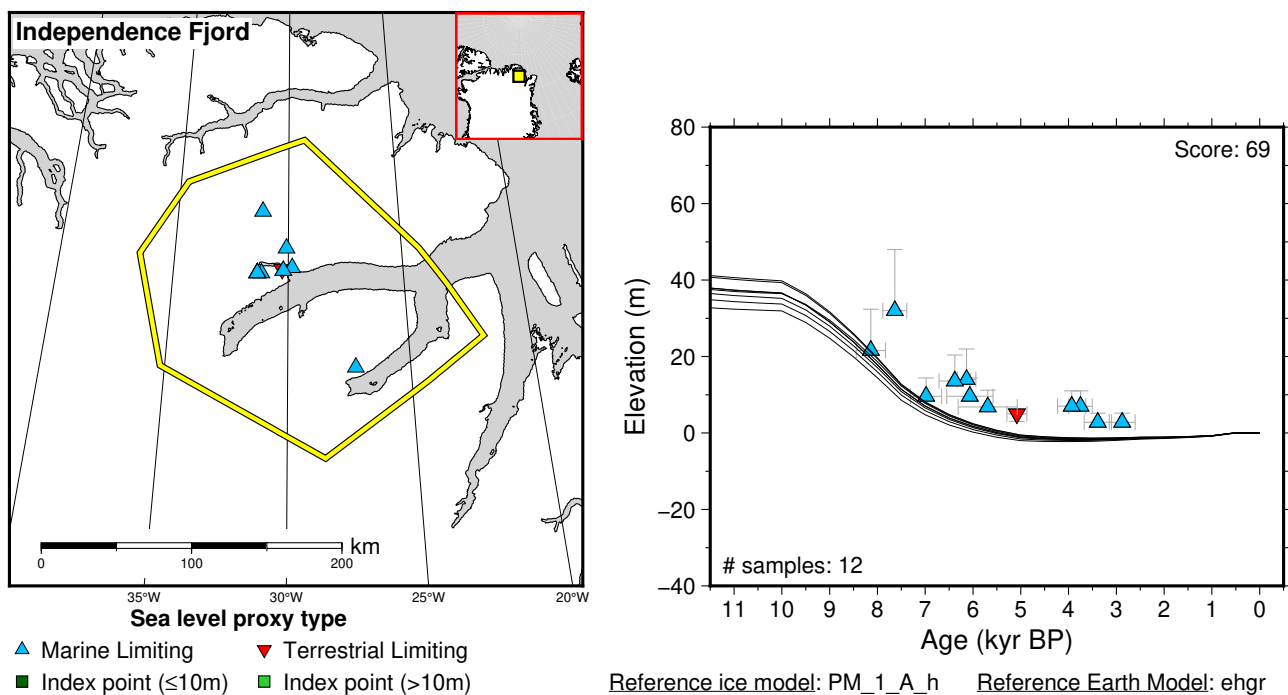 Independence Fjord
km
0
100
200
35°W
30°W
25°W
20°W
Sea level proxy type
Marine Limiting
Terrestrial Limiting
Index point (≤10m)
Index point (>10m)
80
60
40
20
0
−20
−40
Elevation (m)
Score: 69
# samples: 12
11 10 9 8 7 6 5 4 3 2 1 0
Age (kyr BP)
Reference ice model: PM_1_A_h Reference Earth Model: ehgr